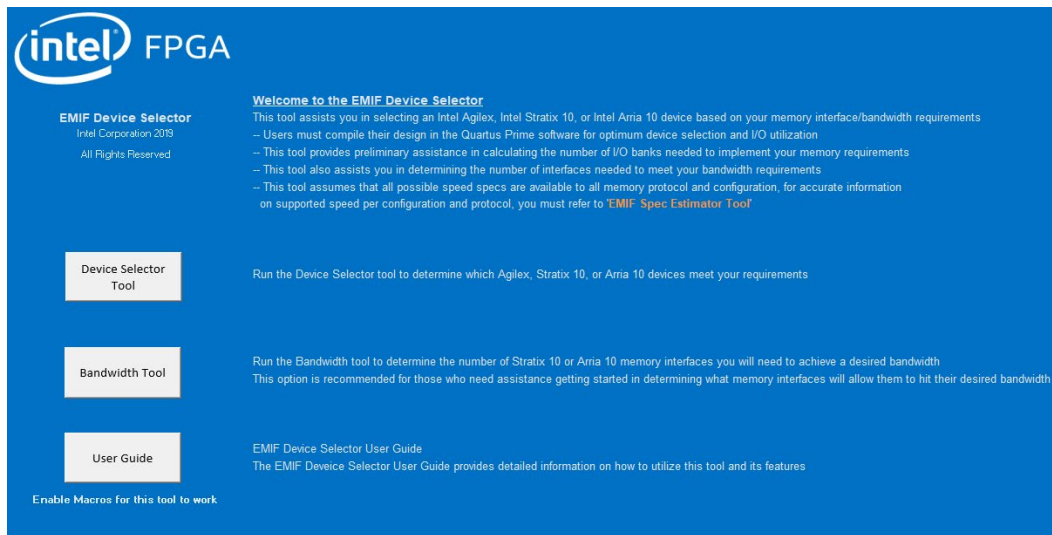 intel FPGA
EMIF Device Selector
Intel Corporation 2019
All Rights Reserved
Welcome to the EMIF Device Selector
This tool assists you in selecting an Intel Agilex, Intel Stratix 10, or Intel Arria 10 device based on your memory interface/bandwidth requirements
-- Users must compile their design in the Quartus Prime software for optimum device selection and I/O utilization
-- This tool provides preliminary assistance in calculating the number of I/O banks needed to implement your memory requirements
-- This tool also assists you in determining the number of interfaces needed to meet your bandwidth requirements
-- This tool assumes that all possible speed specs are available to all memory protocol and configuration, for accurate information
on supported speed per configuration and protocol, you must refer to 'EMIF Spec Estimator Tool'
Device Selector
Tool
Run the Device Selector tool to determine which Agilex, Stratix 10, or Arria 10 devices meet your requirements
Bandwidth Tool
Run the Bandwidth tool to determine the number of Stratix 10 or Arria 10 memory interfaces you will need to achieve a desired bandwidth
This option is recommended for those who need assistance getting started in determining what memory interfaces will allow them to hit their desired bandwidth
User Guide
EMIF Device Selector User Guide
The EMIF Deveice Selector User Guide provides detailed information on how to utilize this tool and its features
Enable Macros for this tool to work